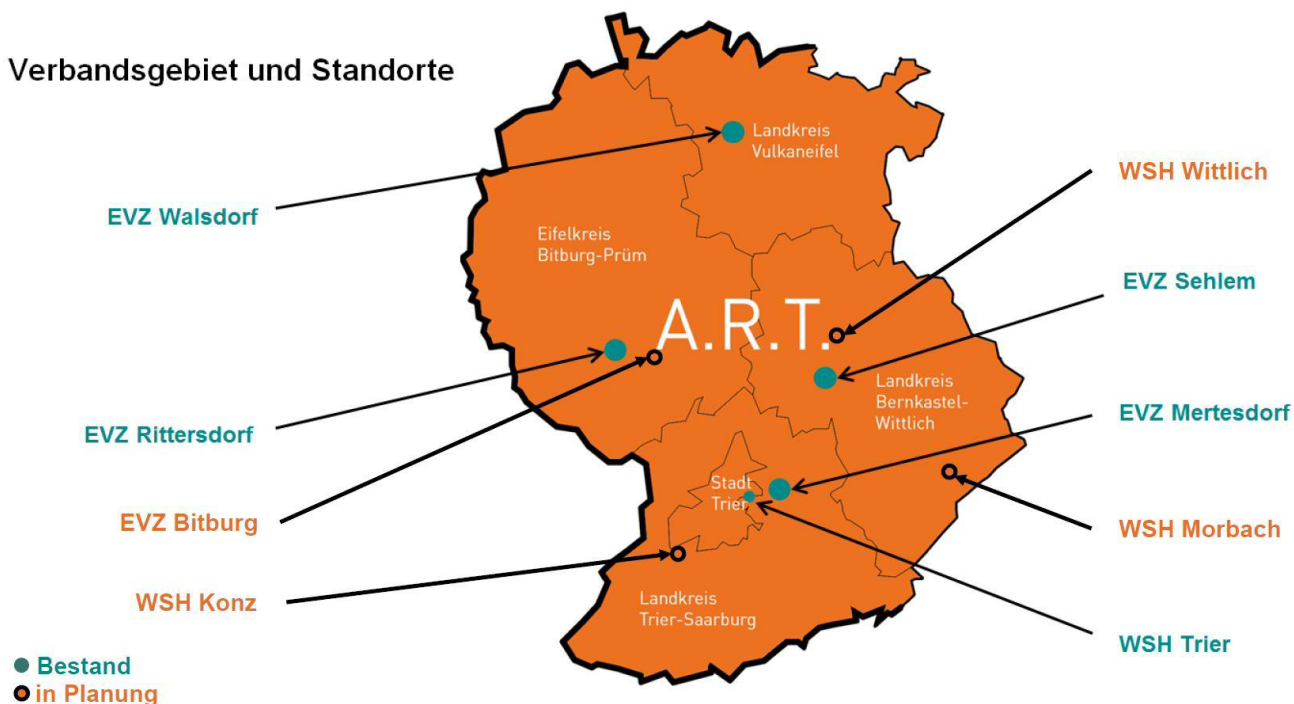 Verbandsgebiet und Standorte
Landkreis
Vulkaneifel
WSH Wittlich
EVZ Walsdorf
Eifelkreis
Bitburg-Prüm
EVZ Sehlem
A.R.T.
Landkreis
Bernkastel-
Wittlich
EVZ Mertesdorf
EVZ Rittersdorf
Stadt
Trier
EVZ Bitburg
WSH Morbach
WSH Konz
Landkreis
Trier-Saarburg
WSH Trier
Bestand
in Planung